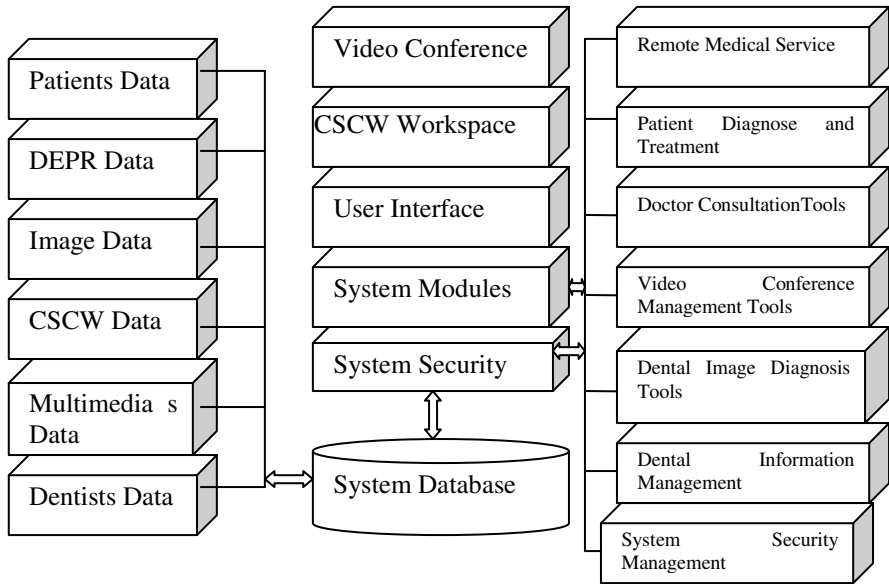 Patients Data
DEPR Data
Image Data
CSCW Data
Multimedia s
Data
Dentists Data
Video Conference
CSCW Workspace
User Interface
System Modules
System Security
System Database
Remote Medical Service
Patient Diagnose and
Treatment
Doctor ConsultationTools
Video Conference
Management Tools
Dental Image Diagnosis
Tools
Dental Information
Management
System Security
Management